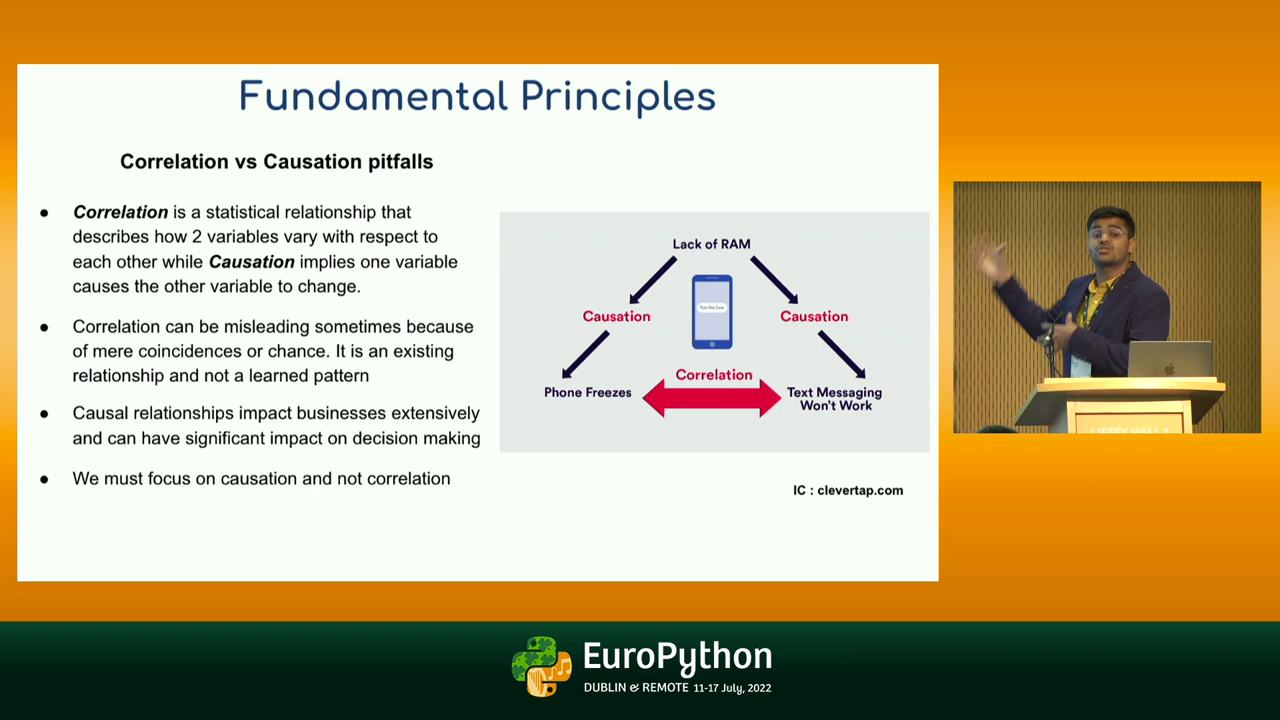 Fundamental Principles
Correlation vs Causation pitfalls
● Correlation is a statistical relationship that
describes how 2 variables vary with respect to
each other while Causation implies one variable
causes the other variable to change.
● Correlation can be misleading sometimes because
of mere coincidences or chance. It is an existing
relationship and not a learned pattern
● Causal relationships impact businesses extensively
and can have significant impact on decision making
● We must focus on causation and not correlation
Lack of RAM
Causation
Causation
Correlation
Phone Freezes
Text Messaging
Won't Work
IC : clevertap.com
LIFFEY HALL 2
EuroPython
DUBLIN & REMOTE 11-17 July, 2022